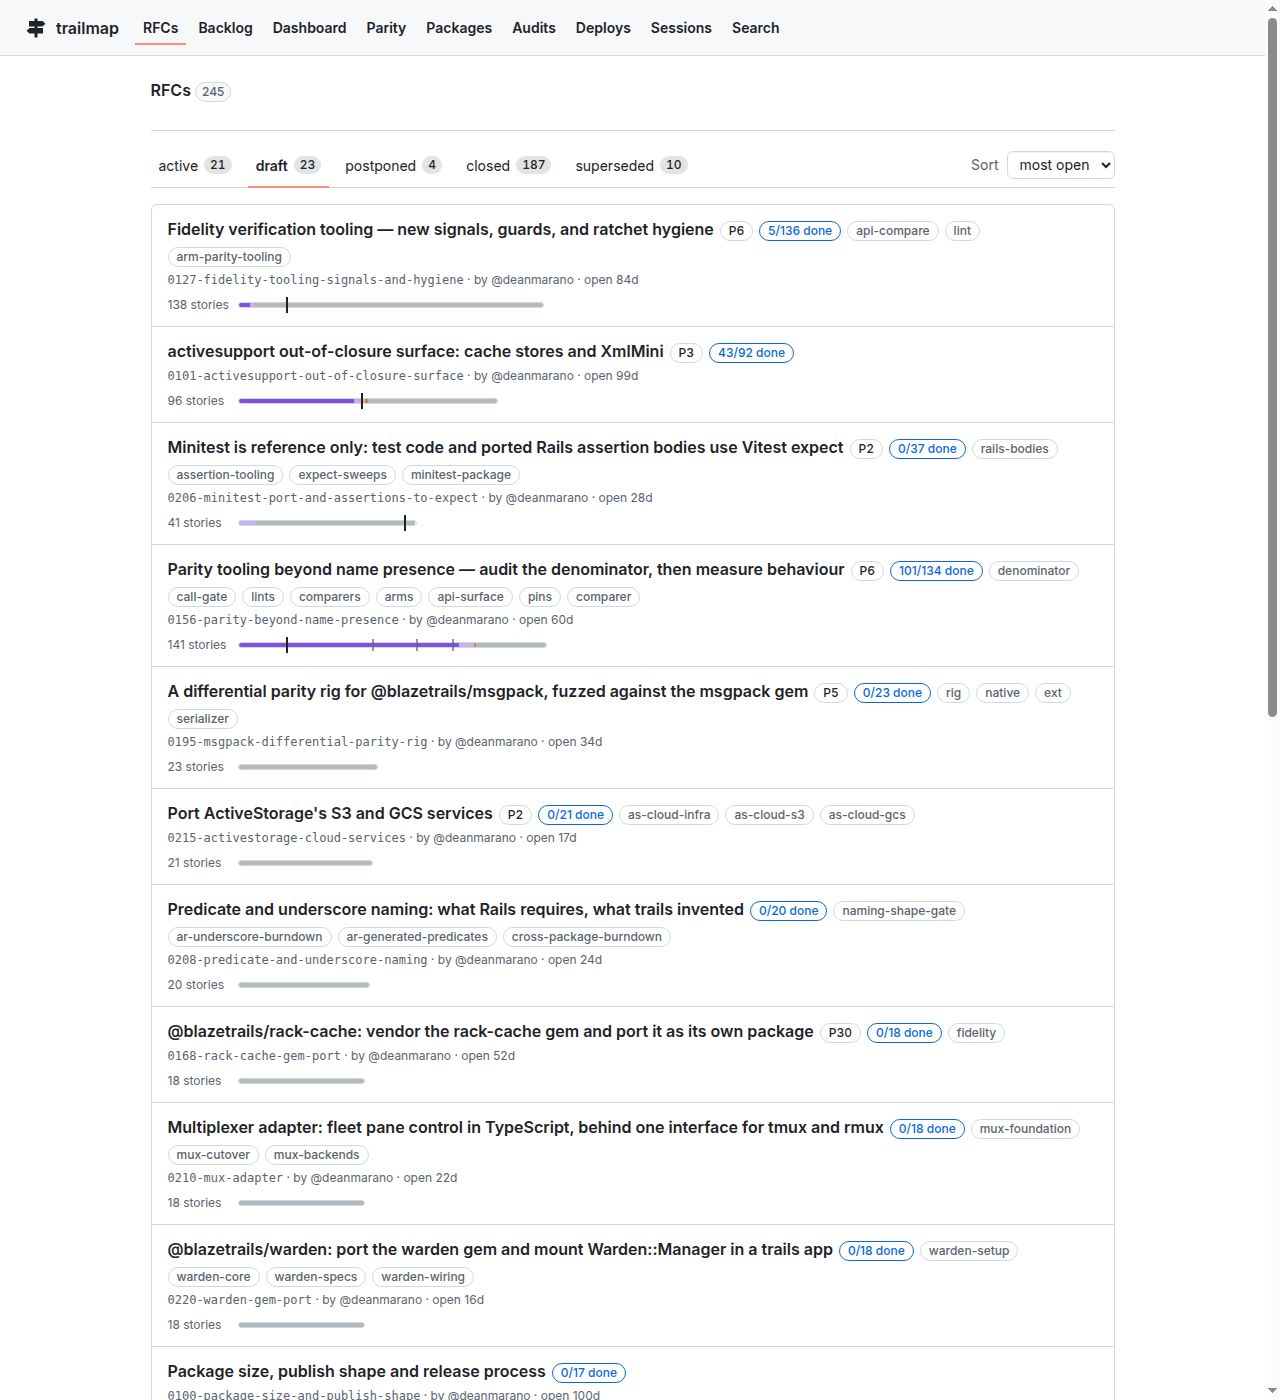 trailmap RFCs Backlog Dashboard Parity Packages Audits Deploys Sessions Search
RFCs 245
active 21 draft 23 postponed 4 closed 187 superseded 10 Sort most open
Fidelity verification tooling — new signals, guards, and ratchet hygiene P6 5/136 done api-compare lint
arm-parity-tooling
0127-fidelity-tooling-signals-and-hygiene · by @deanmarano · open 84d
138 stories
activesupport out-of-closure surface: cache stores and XmlMini P3 43/92 done
0101-activesupport-out-of-closure-surface · by @deanmarano · open 99d
96 stories
Minitest is reference only: test code and ported Rails assertion bodies use Vitest expect P2 0/37 done rails-bodies
assertion-tooling expect-sweeps minitest-package
0206-minitest-port-and-assertions-to-expect · by @deanmarano · open 28d
41 stories
Parity tooling beyond name presence — audit the denominator, then measure behaviour P6 101/134 done denominator
call-gate lints comparers arms api-surface pins comparer
0156-parity-beyond-name-presence · by @deanmarano · open 60d
141 stories
A differential parity rig for @blazetrails/msgpack, fuzzed against the msgpack gem P5 0/23 done rig native ext
serializer
0195-msgpack-differential-parity-rig · by @deanmarano · open 34d
23 stories
Port ActiveStorage's S3 and GCS services P2 0/21 done as-cloud-infra as-cloud-s3 as-cloud-gcs
0215-activestorage-cloud-services · by @deanmarano · open 17d
21 stories
Predicate and underscore naming: what Rails requires, what trails invented 0/20 done naming-shape-gate
ar-underscore-burndown ar-generated-predicates cross-package-burndown
0208-predicate-and-underscore-naming · by @deanmarano · open 24d
20 stories
@blazetrails/rack-cache: vendor the rack-cache gem and port it as its own package P30 0/18 done fidelity
0168-rack-cache-gem-port · by @deanmarano · open 52d
18 stories
Multiplexer adapter: fleet pane control in TypeScript, behind one interface for tmux and rmux 0/18 done mux-foundation
mux-cutover mux-backends
0210-mux-adapter · by @deanmarano · open 22d
18 stories
@blazetrails/warden: port the warden gem and mount Warden::Manager in a trails app 0/18 done warden-setup
warden-core warden-specs warden-wiring
0220-warden-gem-port · by @deanmarano · open 16d
18 stories
Package size, publish shape and release process 0/17 done
0100-package-size-and-publish-shape · by @deanmarano · open 100d